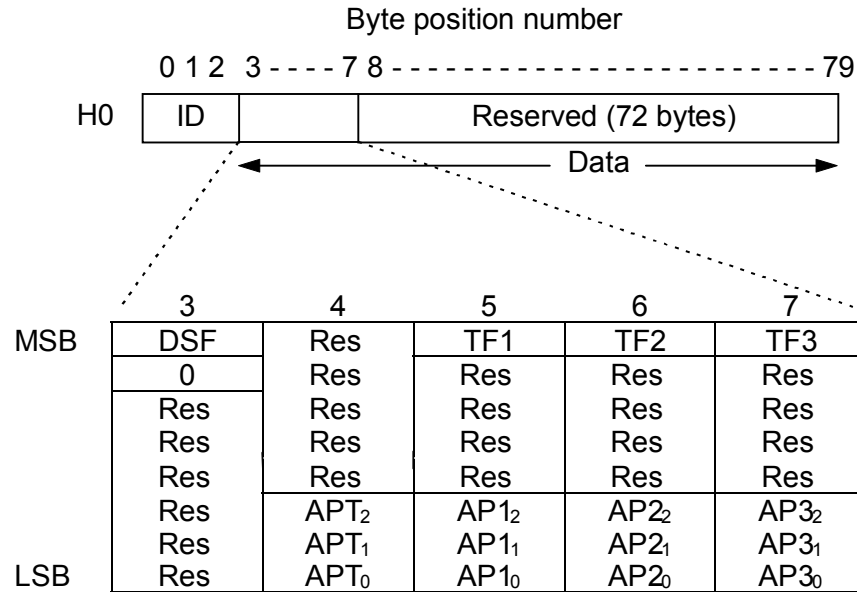 Byte position number
0 1 2 3 - - - - 7 8 - - - - - - - - - - - - - - - - - - - - - - - - - - 79
H0 ID Reserved (72 bytes)
Data
3 4 5 6 7
MSB DSF Res TF1 TF2 TF3
0 Res Res Res Res
Res Res Res Res Res
Res Res Res Res Res
Res Res Res Res Res
Res APT₂ AP1₂ AP2₂ AP3₂
Res APT₁ AP1₁ AP2₁ AP3₁
LSB Res APT₀ AP1₀ AP2₀ AP3₀